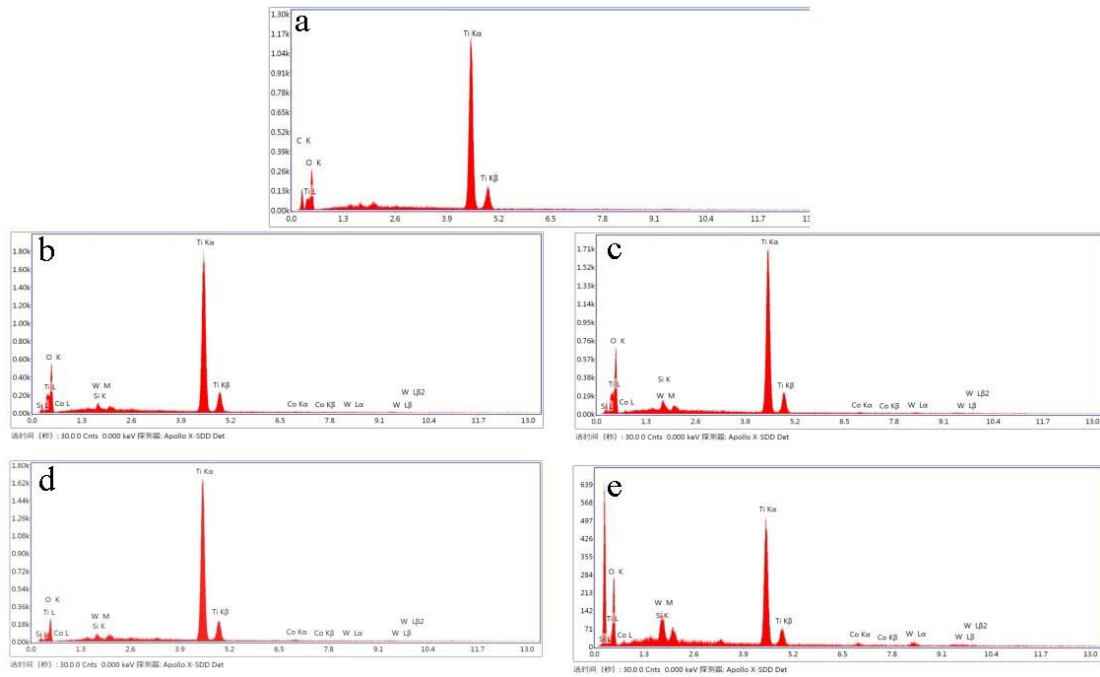 a
1.30k
1.17k
1.04k
0.91k
0.78k
0.65k
0.52k
0.39k
0.26k
0.13k
0.00k
Ti Kα
C K
O K
Ti L
Ti Kβ
0.0 1.3 2.6 3.9 5.2 6.5 7.8 9.1 10.4 11.7 13
b
1.80k
1.60k
1.40k
1.20k
1.00k
0.80k
0.60k
0.40k
0.20k
0.00k
Ti Kα
O K
Ti L
Si L
Co L
W M
Si K
Ti Kβ
Co Kα
Co Kβ
W Lα
W Lβ
W Lβ2
0.0 1.3 2.6 3.9 5.2 6.5 7.8 9.1 10.4 11.7 13.0
活时间 (秒) : 30.0 0 Cnts 0.000 keV 探测器: Apollo X-SDD Det
c
1.71k
1.52k
1.33k
1.14k
0.95k
0.76k
0.57k
0.38k
0.19k
0.00k
Ti Kα
O K
Ti L
Si L
Co L
Si K
W M
Ti Kβ
Co Kα
Co Kβ
W Lα
W Lβ
W Lβ2
0.0 1.3 2.6 3.9 5.2 6.5 7.8 9.1 10.4 11.7 13.0
活时间 (秒) : 30.0 0 Cnts 0.000 keV 探测器: Apollo X-SDD Det
d
1.80k
1.62k
1.44k
1.26k
1.08k
0.90k
0.72k
0.54k
0.36k
0.18k
0.00k
Ti Kα
O K
Ti L
Si L
Co L
W M
Si K
Ti Kβ
Co Kα
Co Kβ
W Lα
W Lβ
W Lβ2
0.0 1.3 2.6 3.9 5.2 6.5 7.8 9.1 10.4 11.7 13.0
活时间 (秒) : 30.0 0 Cnts 0.000 keV 探测器: Apollo X-SDD Det
e
639
568
497
426
355
284
213
142
71
0
Ti Kα
O K
Ti L
Si L
Co L
W M
Si K
Ti Kβ
Co Kα
Co Kβ
W Lα
W Lβ
W Lβ2
0.0 1.3 2.6 3.9 5.2 6.5 7.8 9.1 10.4 11.7 13.0
活时间 (秒) : 30.0 0 Cnts 0.000 keV 探测器: Apollo X-SDD Det